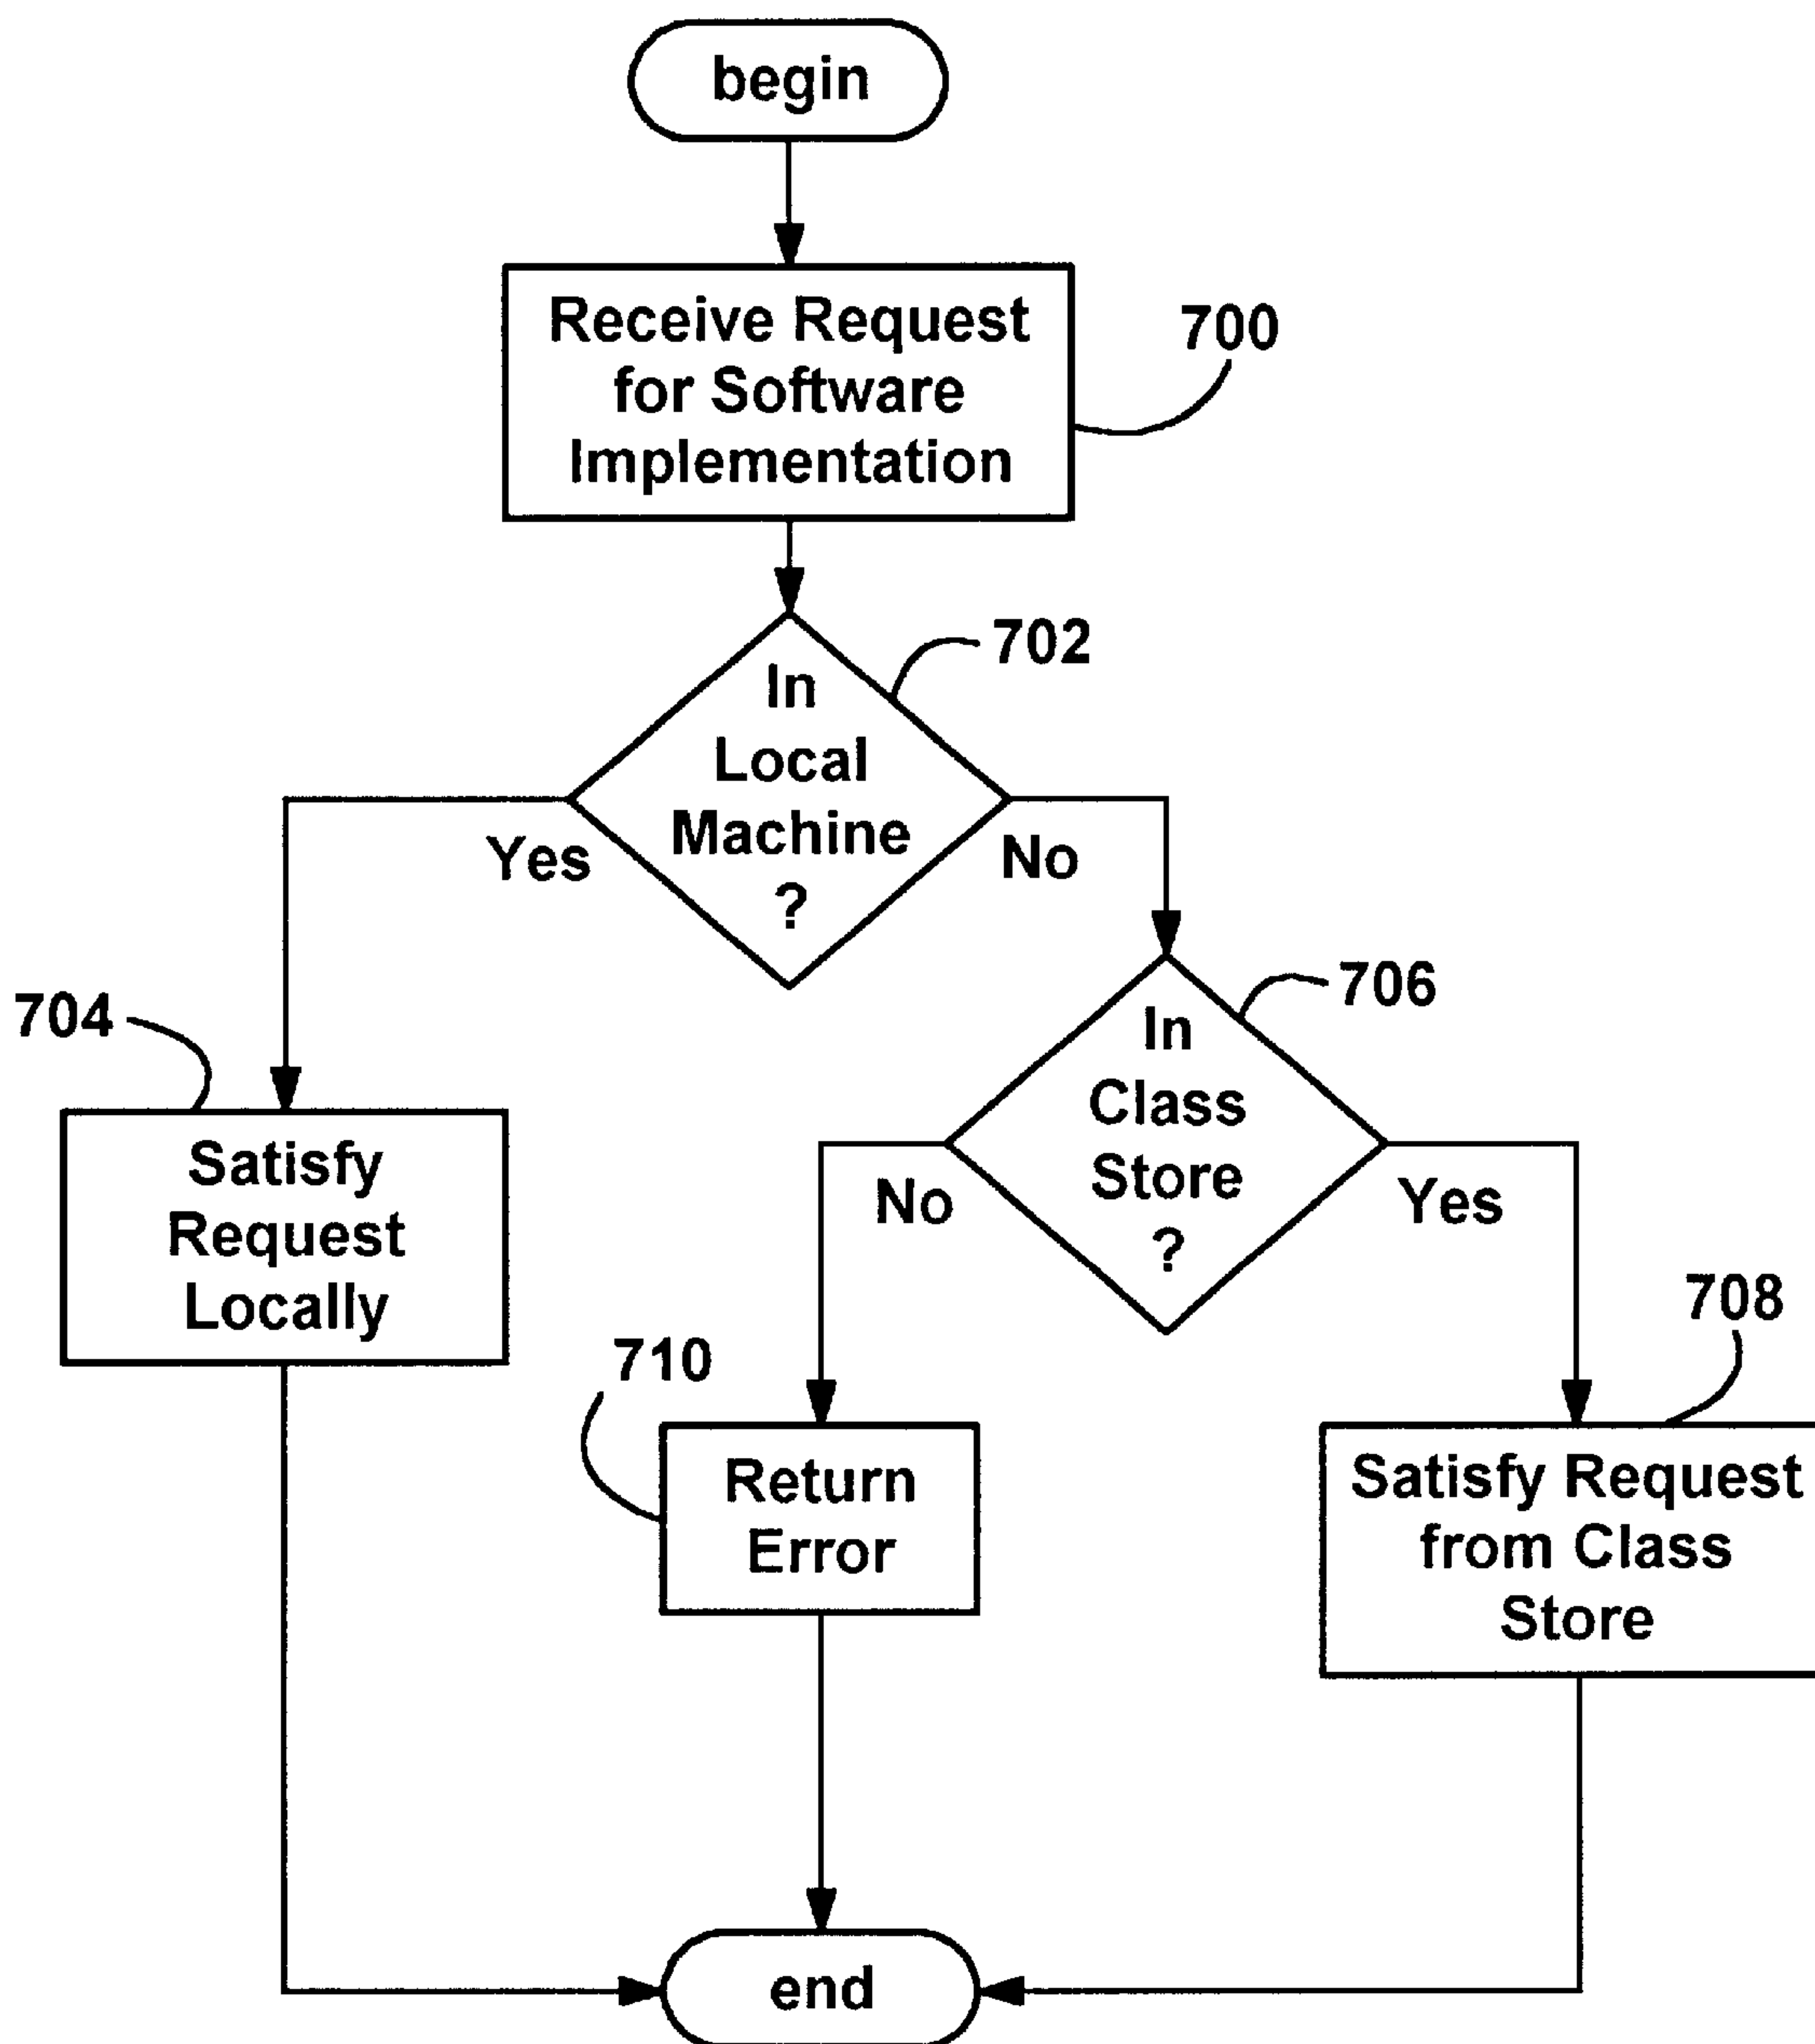 begin
Receive Request
for Software
Implementation
700
In
Local
Machine
?
702
Yes
No
704
Satisfy
Request
Locally
In
Class
Store
?
706
No
Yes
710
Return
Error
708
Satisfy Request
from Class
Store
end